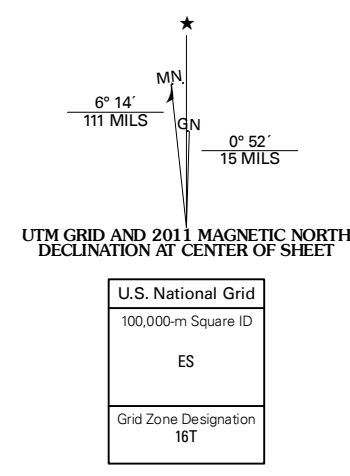 ★
M.N.
6° 14´
111 MILS
GN
0° 52´
15 MILS
UTM GRID AND 2011 MAGNETIC NORTH
DECLINATION AT CENTER OF SHEET
U.S. National Grid
100,000-m Square ID
ES
Grid Zone Designation
16T